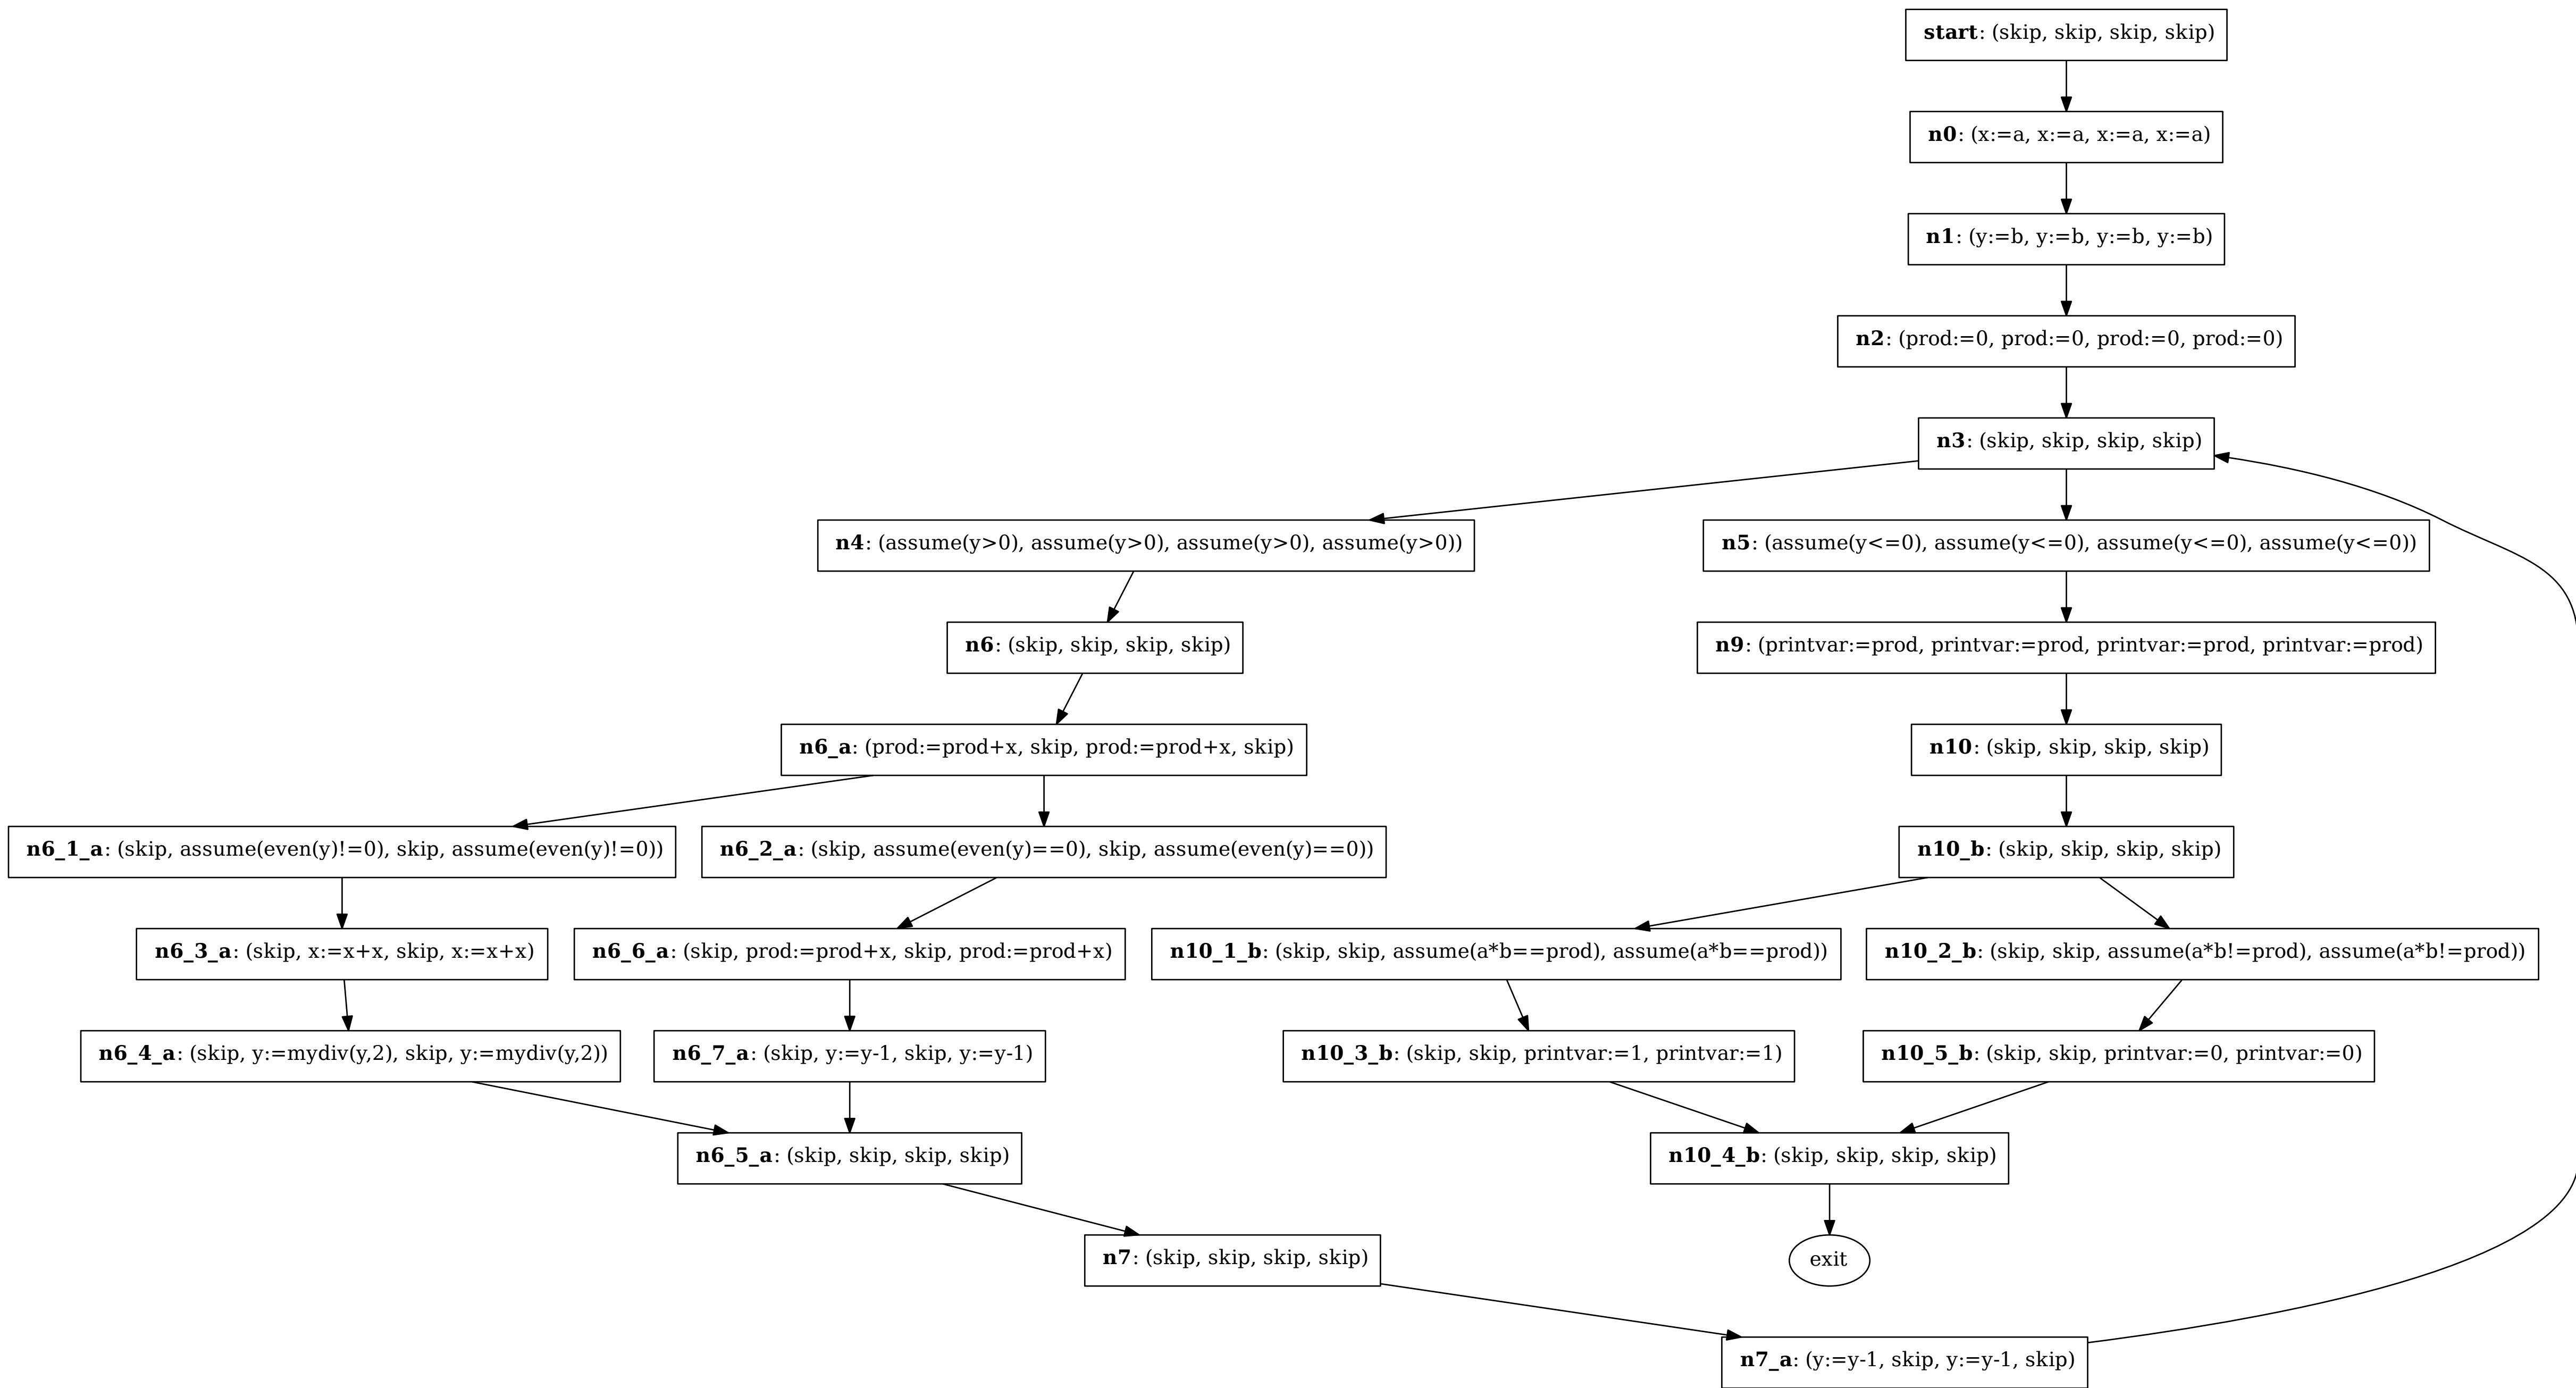 start: (skip, skip, skip, skip)
n0: (x:=a, x:=a, x:=a, x:=a)
n1: (y:=b, y:=b, y:=b, y:=b)
n2: (prod:=0, prod:=0, prod:=0, prod:=0)
n3: (skip, skip, skip, skip)
n4: (assume(y>0), assume(y>0), assume(y>0), assume(y>0))
n5: (assume(y<=0), assume(y<=0), assume(y<=0), assume(y<=0))
n6: (skip, skip, skip, skip)
n9: (printvar:=prod, printvar:=prod, printvar:=prod, printvar:=prod)
n6_a: (prod:=prod+x, skip, prod:=prod+x, skip)
n10: (skip, skip, skip, skip)
n6_1_a: (skip, assume(even(y)!=0), skip, assume(even(y)!=0))
n6_2_a: (skip, assume(even(y)==0), skip, assume(even(y)==0))
n10_b: (skip, skip, skip, skip)
n6_3_a: (skip, x:=x+x, skip, x:=x+x)
n6_6_a: (skip, prod:=prod+x, skip, prod:=prod+x)
n10_1_b: (skip, skip, assume(a*b==prod), assume(a*b==prod))
n10_2_b: (skip, skip, assume(a*b!=prod), assume(a*b!=prod))
n6_4_a: (skip, y:=mydiv(y,2), skip, y:=mydiv(y,2))
n6_7_a: (skip, y:=y-1, skip, y:=y-1)
n10_3_b: (skip, skip, printvar:=1, printvar:=1)
n10_5_b: (skip, skip, printvar:=0, printvar:=0)
n6_5_a: (skip, skip, skip, skip)
n10_4_b: (skip, skip, skip, skip)
n7: (skip, skip, skip, skip)
exit
n7_a: (y:=y-1, skip, y:=y-1, skip)